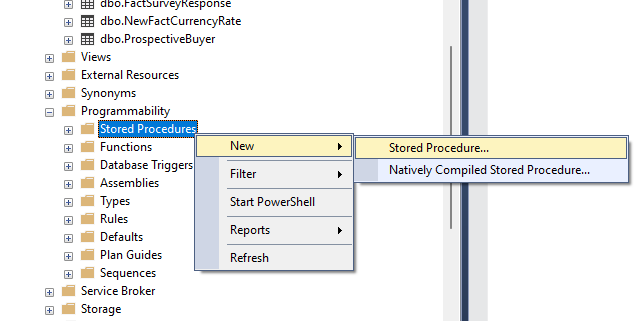 dbo.FactSurveyResponse
dbo.NewFactCurrencyRate
dbo.ProspectiveBuyer
Views
External Resources
Synonyms
Programmability
Stored Procedures
New
Stored Procedure...
Functions
Natively Compiled Stored Procedure...
Database Triggers
Filter
Assemblies
Types
Start PowerShell
Rules
Reports
Defaults
Plan Guides
Refresh
Sequences
Service Broker
Storage